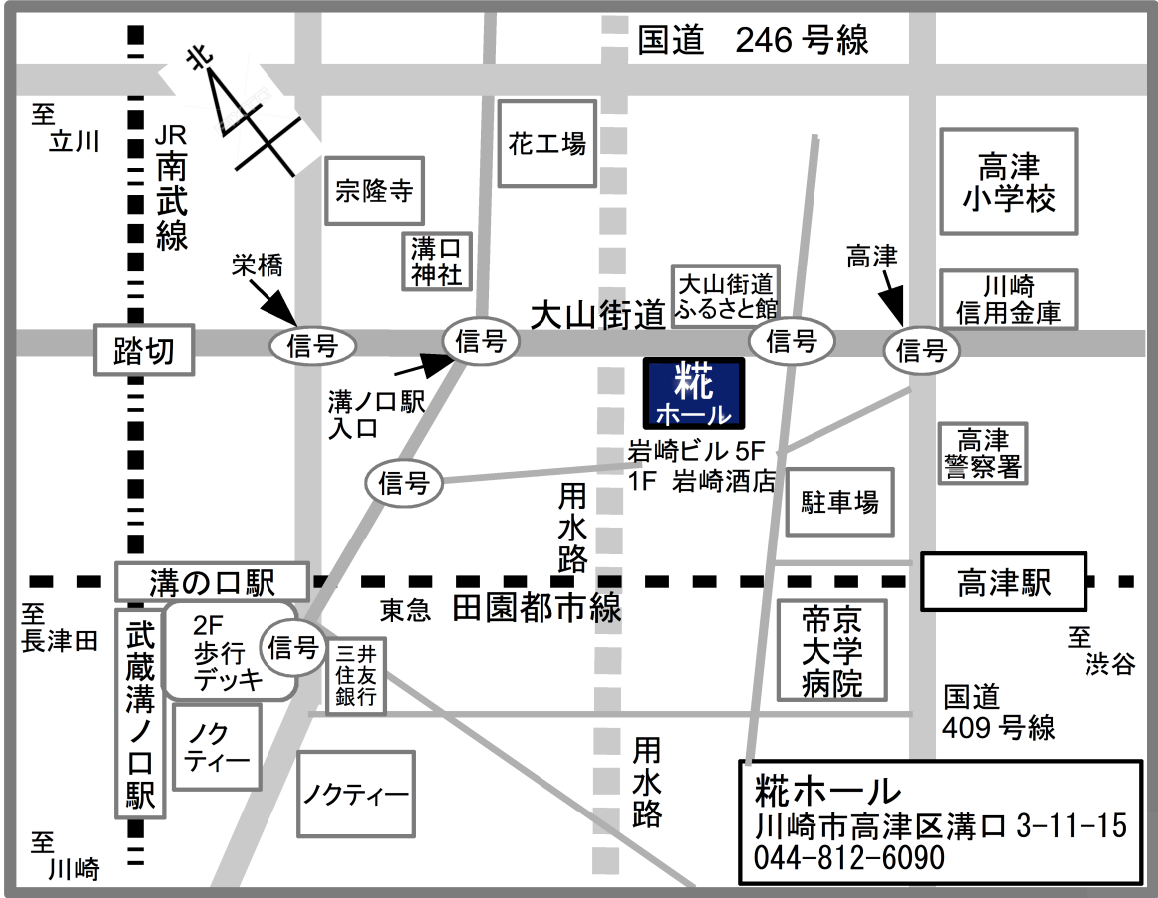 国道 246 号線
北
至
立川
JR
南武線
花工場
宗隆寺
高津
小学校
溝口
神社
栄橋
高津
大山街道
ふるさと館
川崎
信用金庫
大山街道
踏切
信号
信号
信号
信号
糀
ホール
溝ノ口駅
入口
岩崎ビル 5F
1F 岩崎酒店
高津
警察署
信号
用水路
駐車場
溝の口駅
高津駅
至
長津田
東急 田園都市線
2F
歩行
デッキ
信号
武蔵溝ノ口駅
三井
住友
銀行
帝京
大学
病院
至
渋谷
国道
409 号線
ノク
ティー
ノクティー
用水路
至
川崎
糀ホール
川崎市高津区溝口 3-11-15
044-812-6090